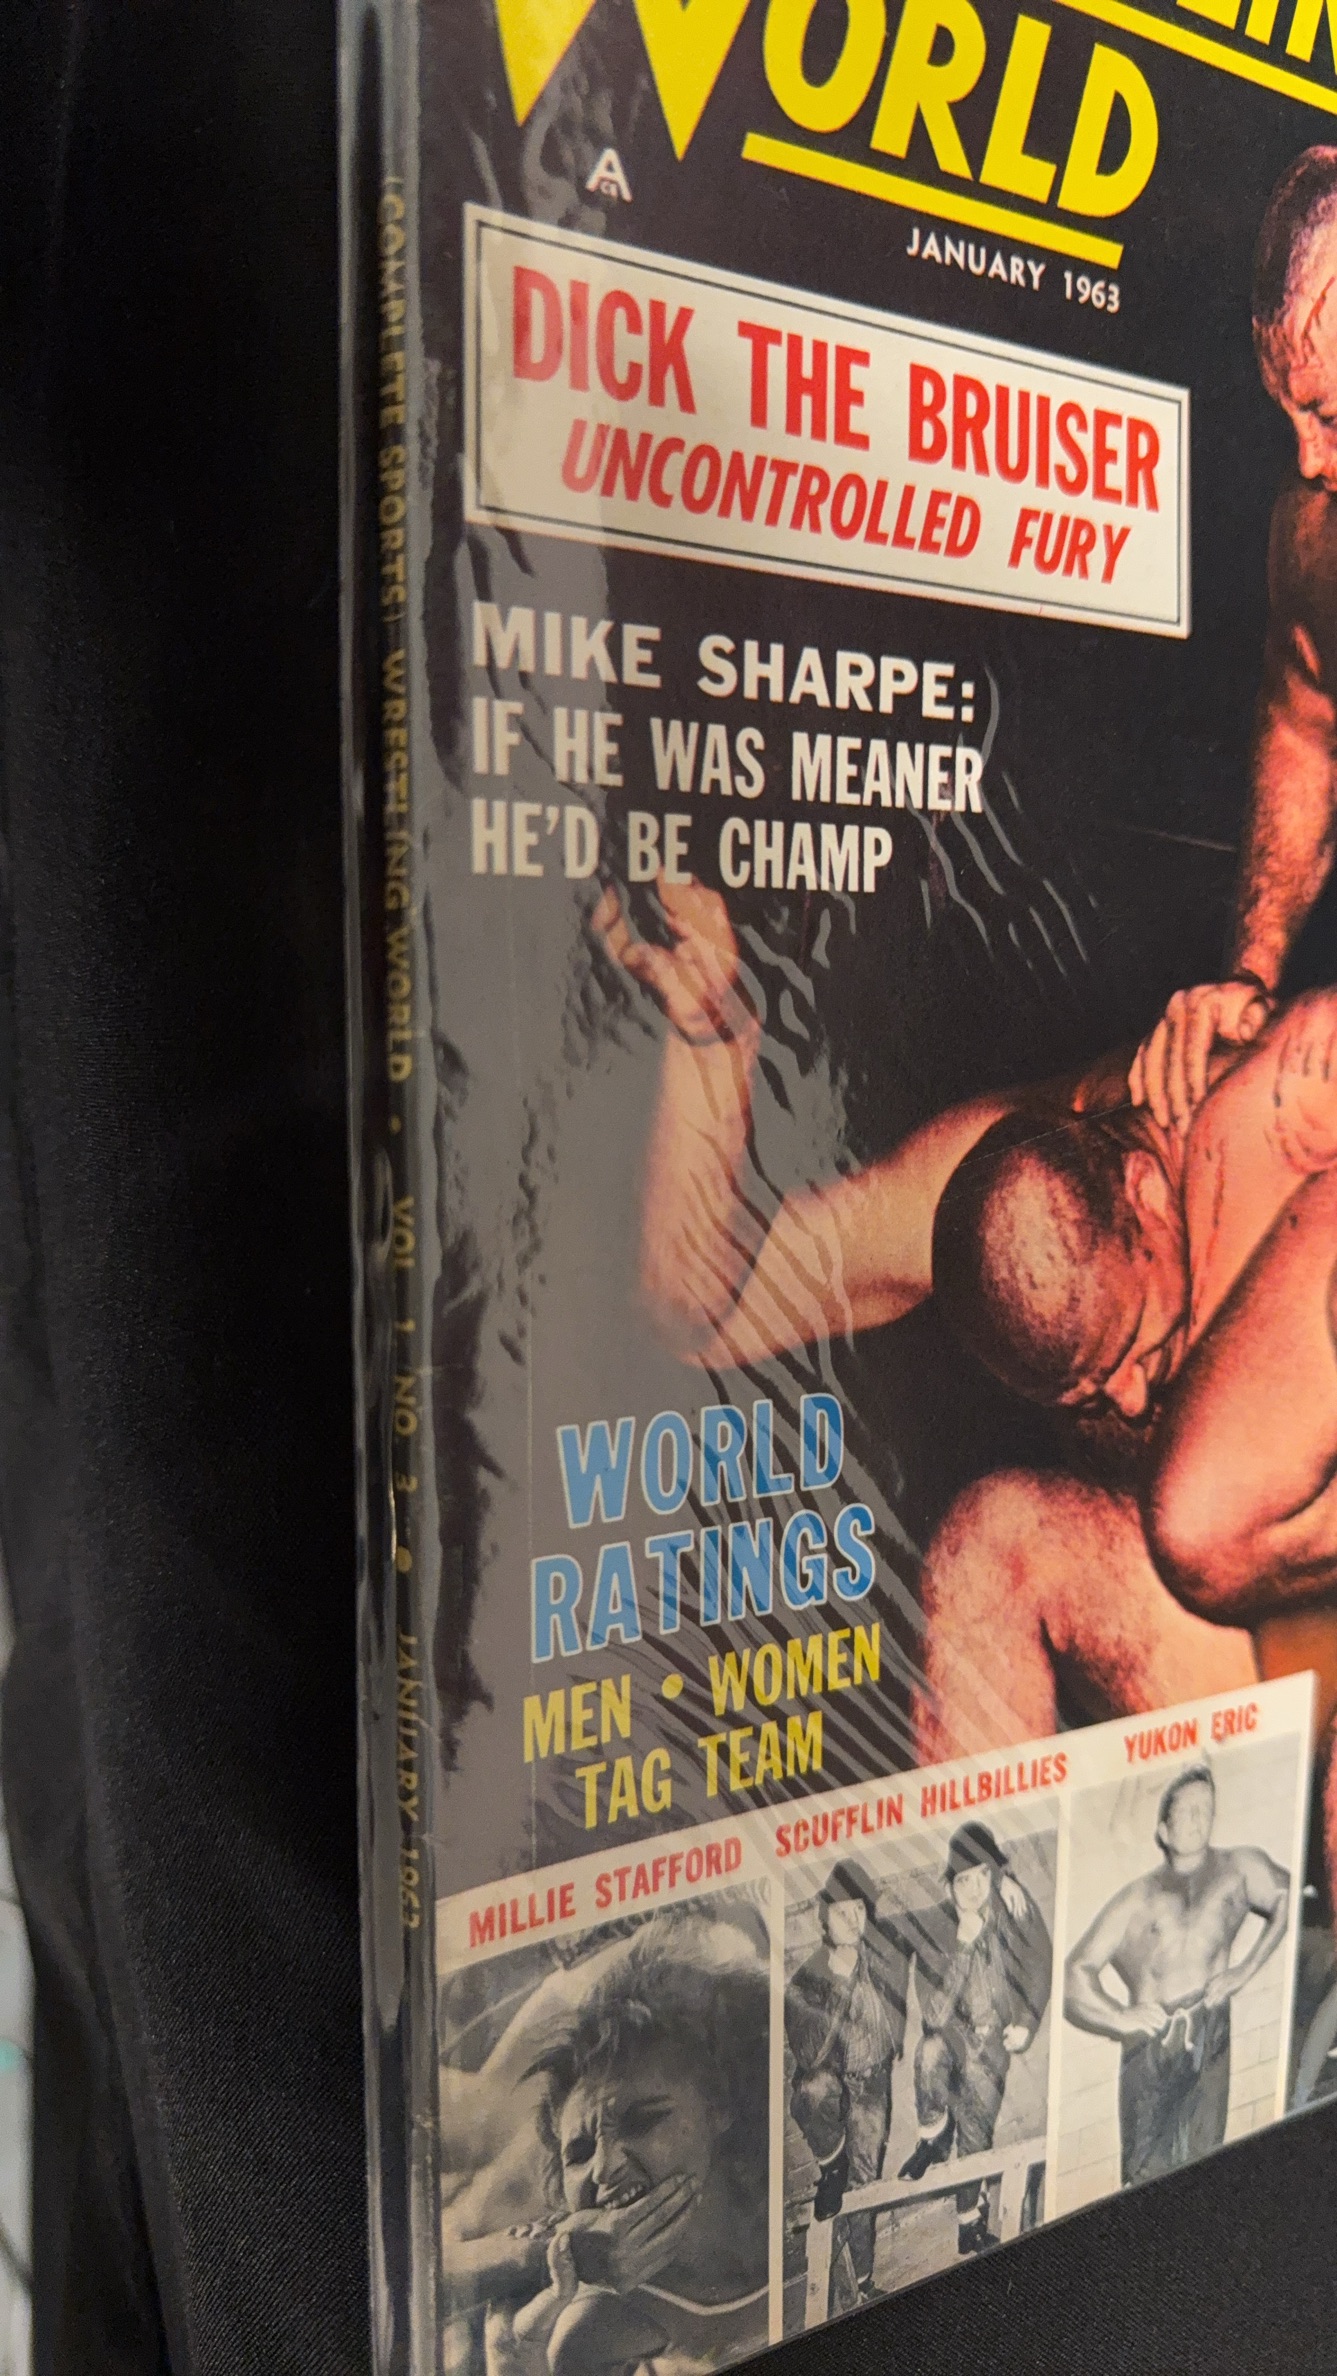 WORLD
ACE
JANUARY 1963
DICK THE BRUISER
UNCONTROLLED FURY
MIKE SHARPE:
IF HE WAS MEANER
HE'D BE CHAMP
WORLD
RATINGS
MEN • WOMEN
TAG TEAM
MILLIE STAFFORD
SCUFFLIN HILLBILLIES
YUKON ERIC
(COMPLETE SPORTS) WRESTLING WORLD • VOL. 1, NO. 3 • JANUARY 1963